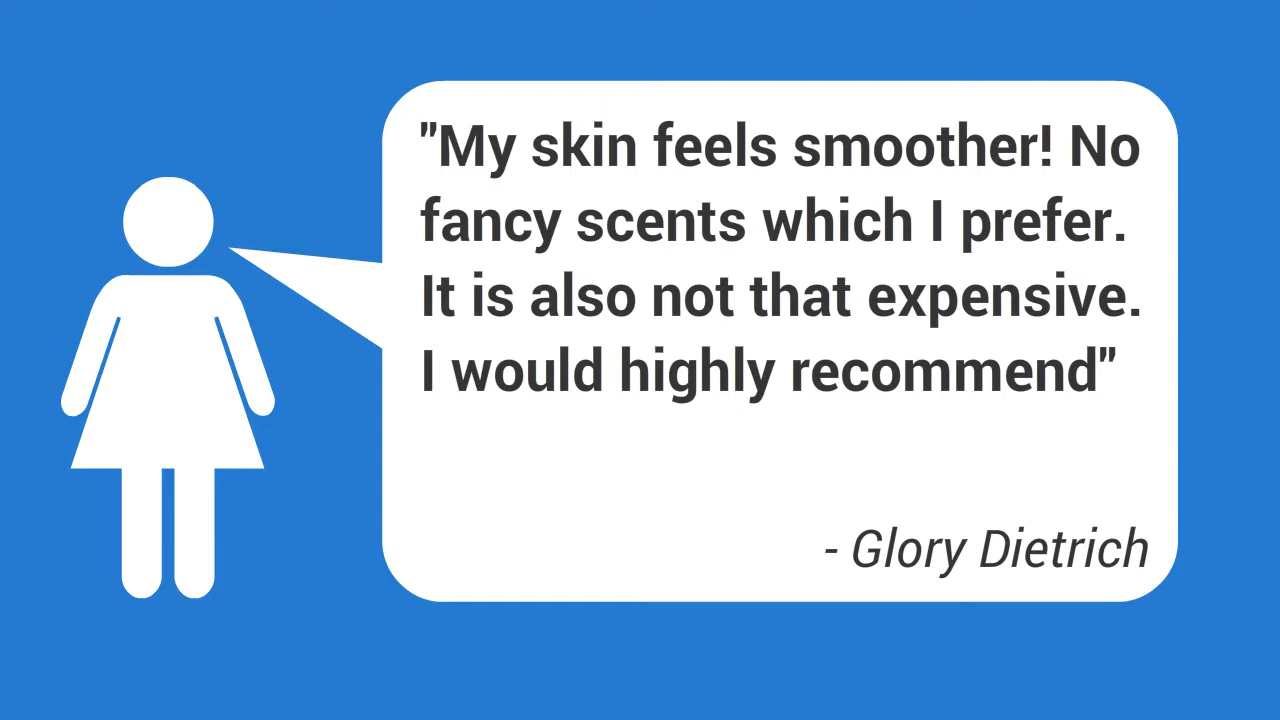 "My skin feels smoother! No
fancy scents which I prefer.
It is also not that expensive.
I would highly recommend"
- Glory Dietrich